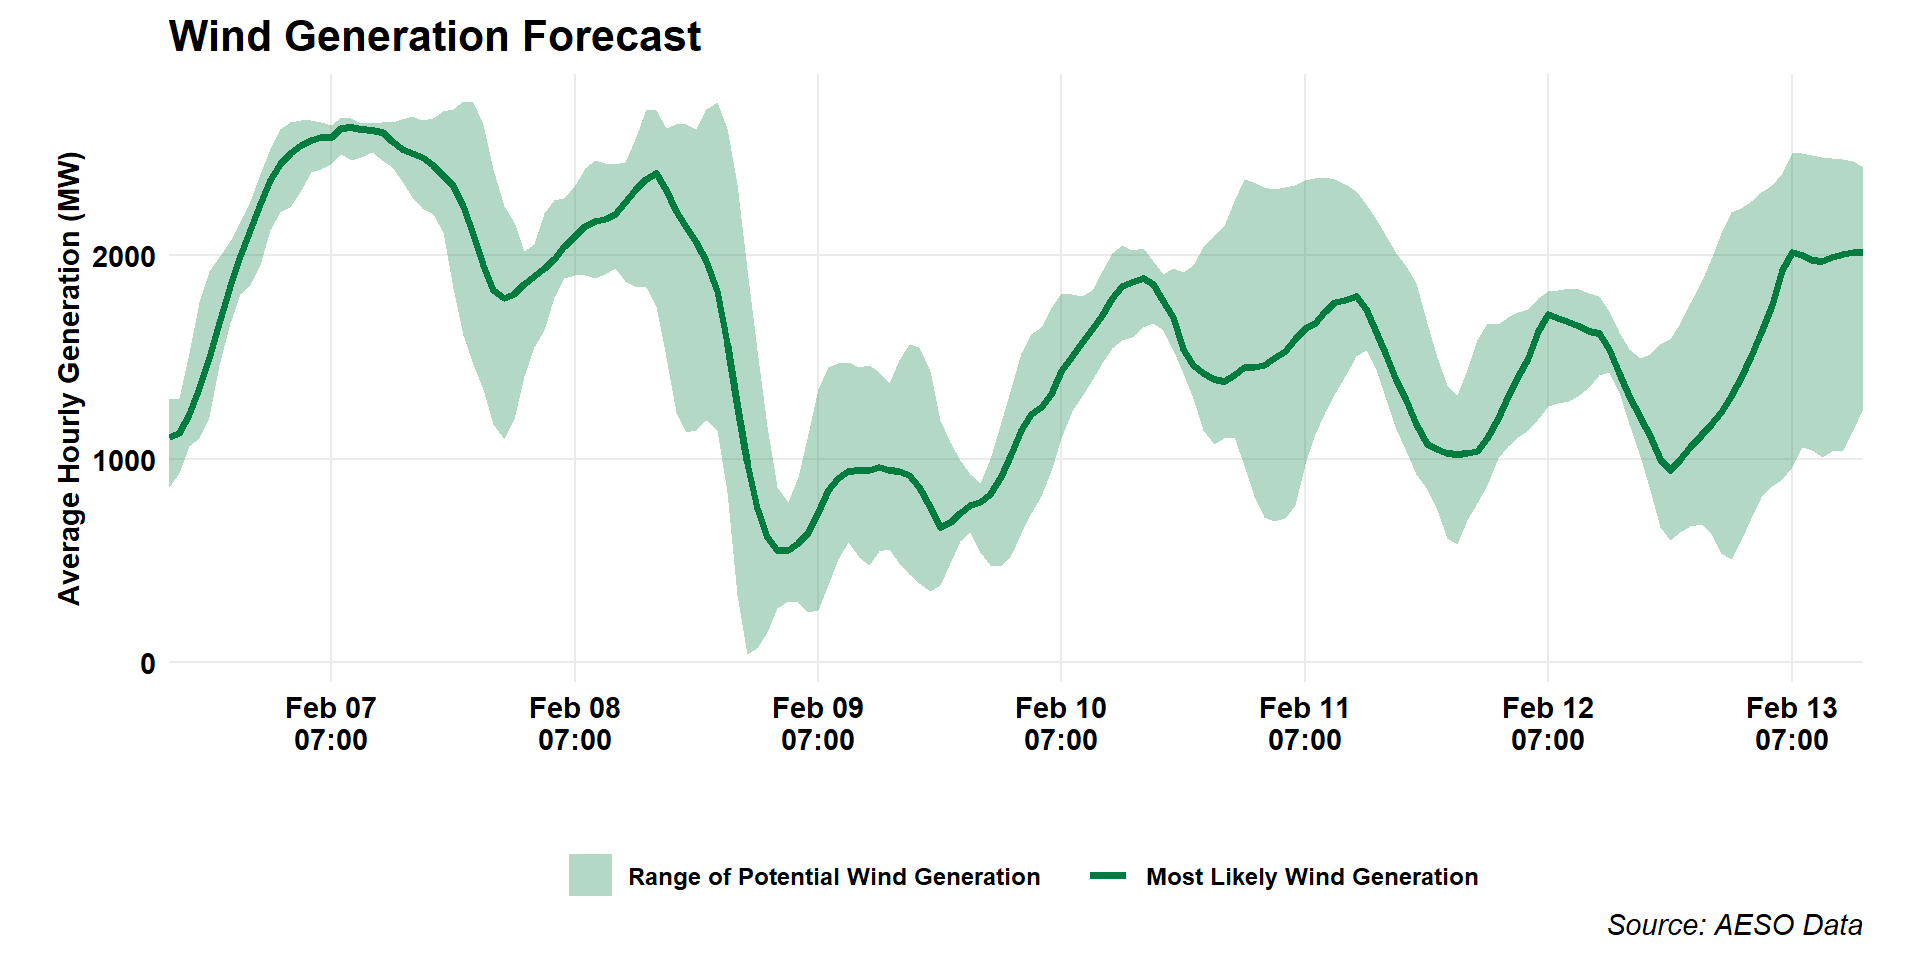 Wind Generation Forecast
Average Hourly Generation (MW)
2000
1000
0
Feb 07
07:00
Feb 08
07:00
Feb 09
07:00
Feb 10
07:00
Feb 11
07:00
Feb 12
07:00
Feb 13
07:00
Range of Potential Wind Generation
Most Likely Wind Generation
Source: AESO Data